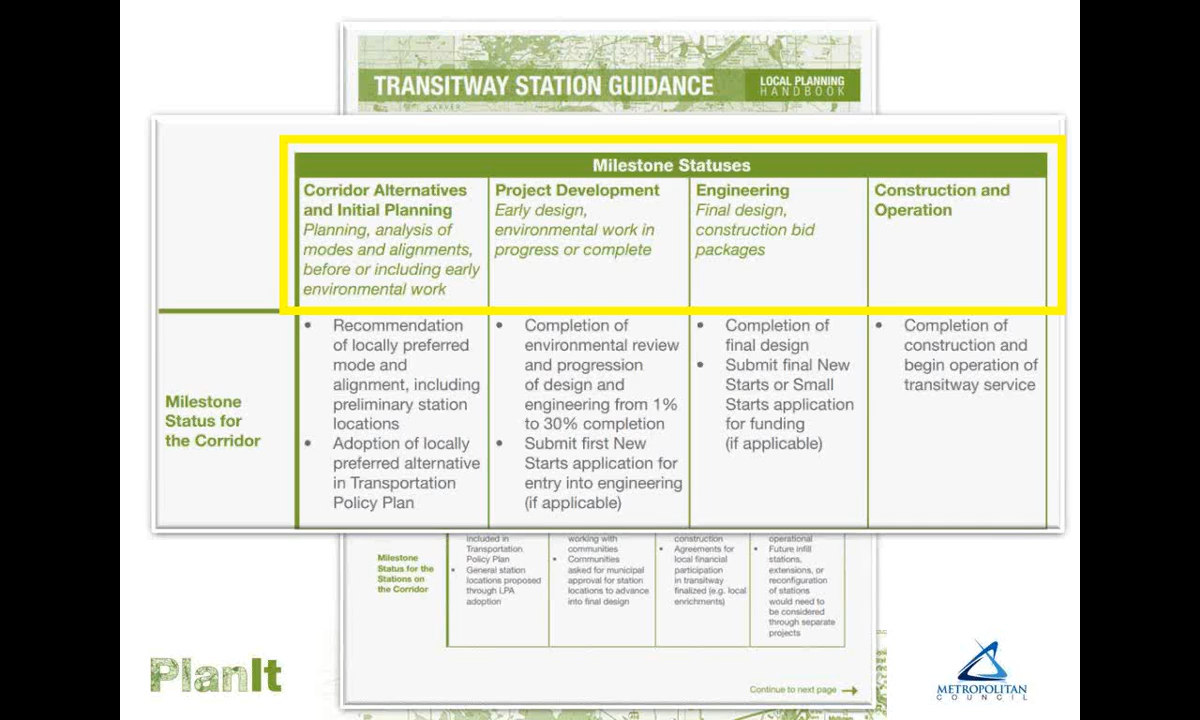 TRANSITWAY STATION GUIDANCE
LOCAL PLANNING
HANDBOOK
Milestone Statuses
Corridor Alternatives
and Initial Planning
Planning, analysis of
modes and alignments,
before or including early
environmental work
Project Development
Early design,
environmental work in
progress or complete
Engineering
Final design,
construction bid
packages
Construction and
Operation
Milestone
Status for
the Corridor
• Recommendation
of locally preferred
mode and
alignment, including
preliminary station
locations
• Adoption of locally
preferred alternative
in Transportation
Policy Plan
• Completion of
environmental review
and progression
of design and
engineering from 1%
to 30% completion
• Submit first New
Starts application for
entry into engineering
(if applicable)
• Completion of
final design
• Submit final New
Starts or Small
Starts application
for funding
(if applicable)
• Completion of
construction and
begin operation of
transitway service
Milestone
Status for the
Stations on
the Corridor
included in
Transportation
Policy Plan
• General station
locations proposed
through LPA
adoption
working with
communities
• Communities
asked for municipal
approval for station
locations to advance
into final design
construction
• Agreements for
local financial
participation
in transitway
finalized (e.g. local
enrichments)
operational
• Future infill
stations,
extensions, or
reconfiguration
of stations
would need to
be considered
through separate
projects
Continue to next page
PlanIt
METROPOLITAN
COUNCIL